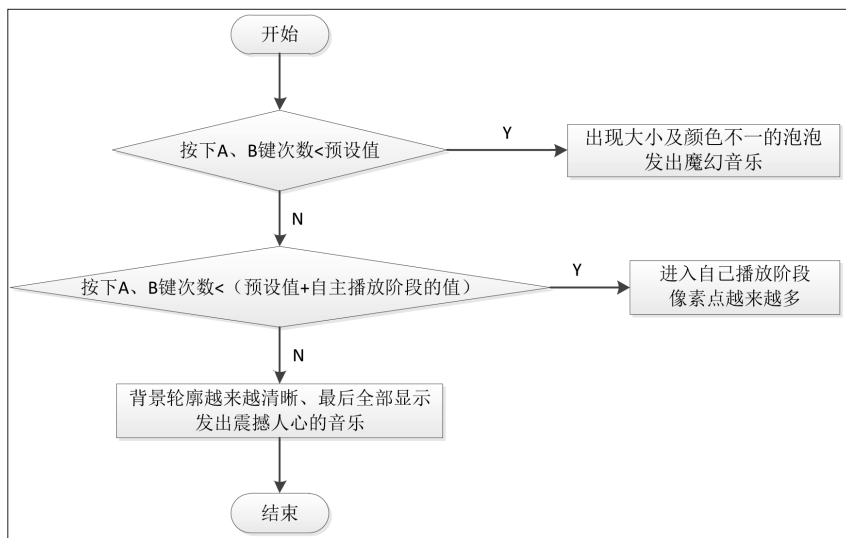 开始
按下A、B键次数<预设值
Y
出现大小及颜色不一的泡泡
发出魔幻音乐
N
按下A、B键次数<（预设值+自主播放阶段的值）
Y
进入自己播放阶段
像素点越来越多
N
背景轮廓越来越清晰、最后全部显示
发出震撼人心的音乐
结束